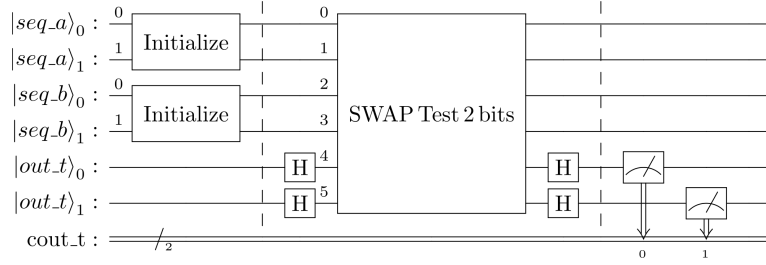 |seq_a⟩₀ : 0 Initialize 0
|seq_a⟩₁ : 1 1
|seq_b⟩₀ : 0 Initialize 2
|seq_b⟩₁ : 1 3 SWAP Test 2 bits
|out_t⟩₀ : H 4 H
|out_t⟩₁ : H 5 H
cout_t : 2 0 1